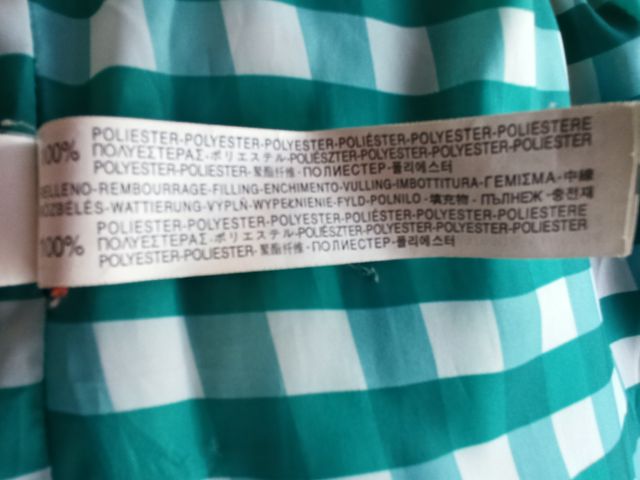 100% POLIESTER-POLYESTER-POLYESTER-POLIÉSTER-POLYESTER-POLIESTERE
ΠΟΛΥΕΣΤΕΡΑΣ-ポリエステル-POLIÉSZTER-POLYESTER-POLYESTER-POLIESTER
POLYESTER-POLIESTER-聚酯纤维-ПОЛИЕСТЕР-폴리에스터
RELLENO-REMBOURRAGE-FILLING-ENCHIMENTO-VULLING-IMBOTTITURA-ΓΕΜΙΣΜΑ-中綿
HOZBÉLÉS-WATTIERUNG-VYPLŇ-WYPEŁNIENIE-FYLD-POLNILO-填充物-ПЪЛНЕЖ-충전재
100% POLIESTER-POLYESTER-POLYESTER-POLIÉSTER-POLYESTER-POLIESTERE
ΠΟΛΥΕΣΤΕΡΑΣ-ポリエステル-POLIÉSZTER-POLYESTER-POLYESTER-POLIESTER
POLYESTER-POLIESTER-聚酯纤维-ПОЛИЕСТЕР-폴리에스터